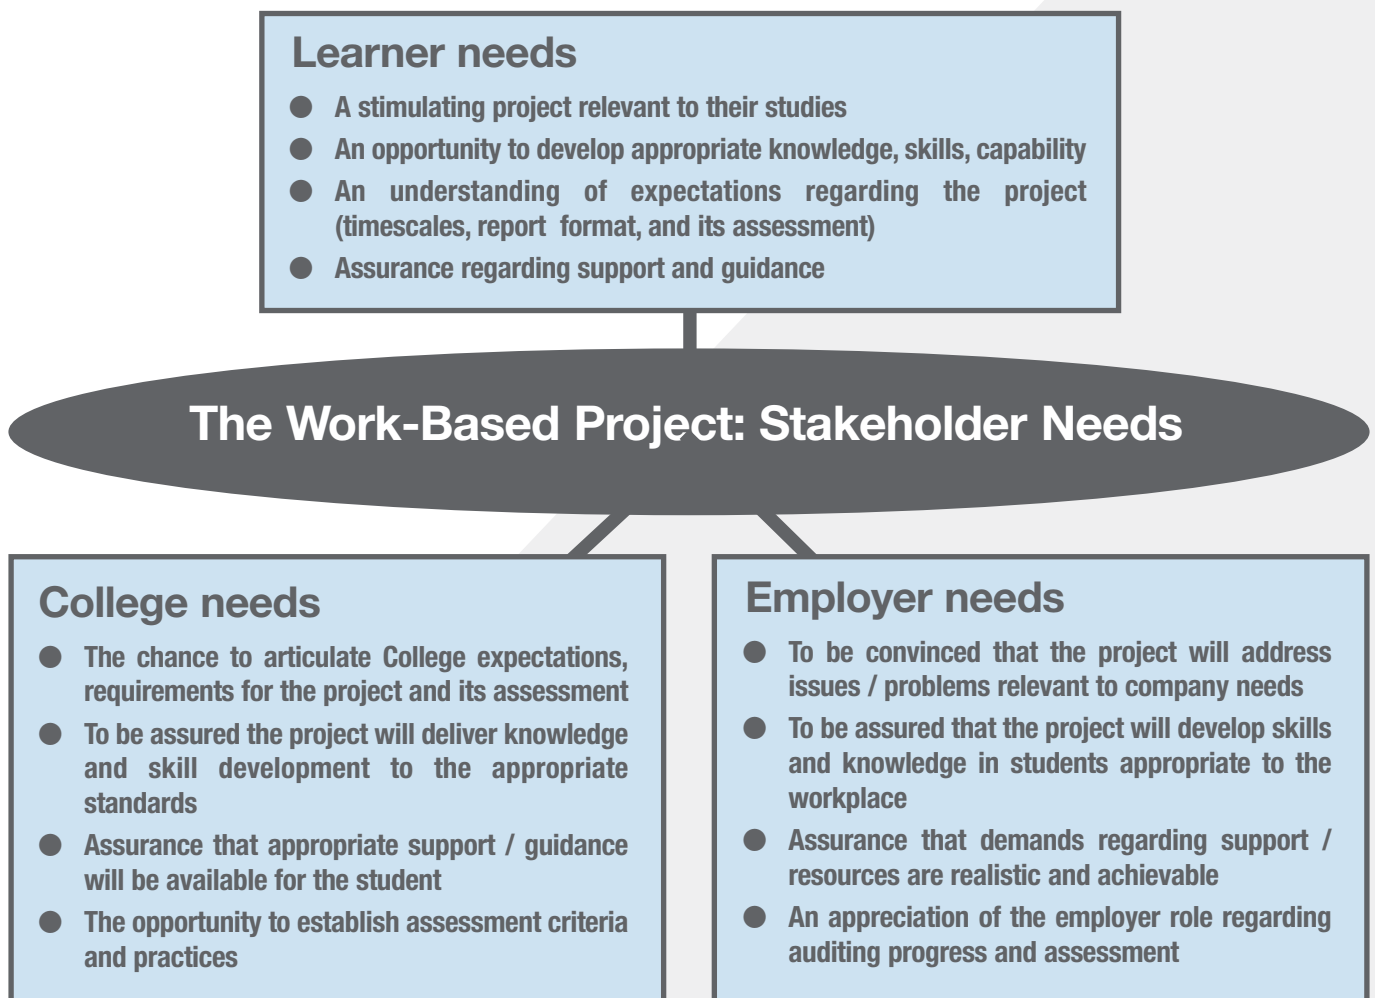 Learner needs
● A stimulating project relevant to their studies
● An opportunity to develop appropriate knowledge, skills, capability
● An understanding of expectations regarding the project
(timescales, report format, and its assessment)
● Assurance regarding support and guidance
The Work-Based Project: Stakeholder Needs
College needs
● The chance to articulate College expectations,
requirements for the project and its assessment
● To be assured the project will deliver knowledge
and skill development to the appropriate
standards
● Assurance that appropriate support / guidance
will be available for the student
● The opportunity to establish assessment criteria
and practices
Employer needs
● To be convinced that the project will address
issues / problems relevant to company needs
● To be assured that the project will develop skills
and knowledge in students appropriate to the
workplace
● Assurance that demands regarding support /
resources are realistic and achievable
● An appreciation of the employer role regarding
auditing progress and assessment